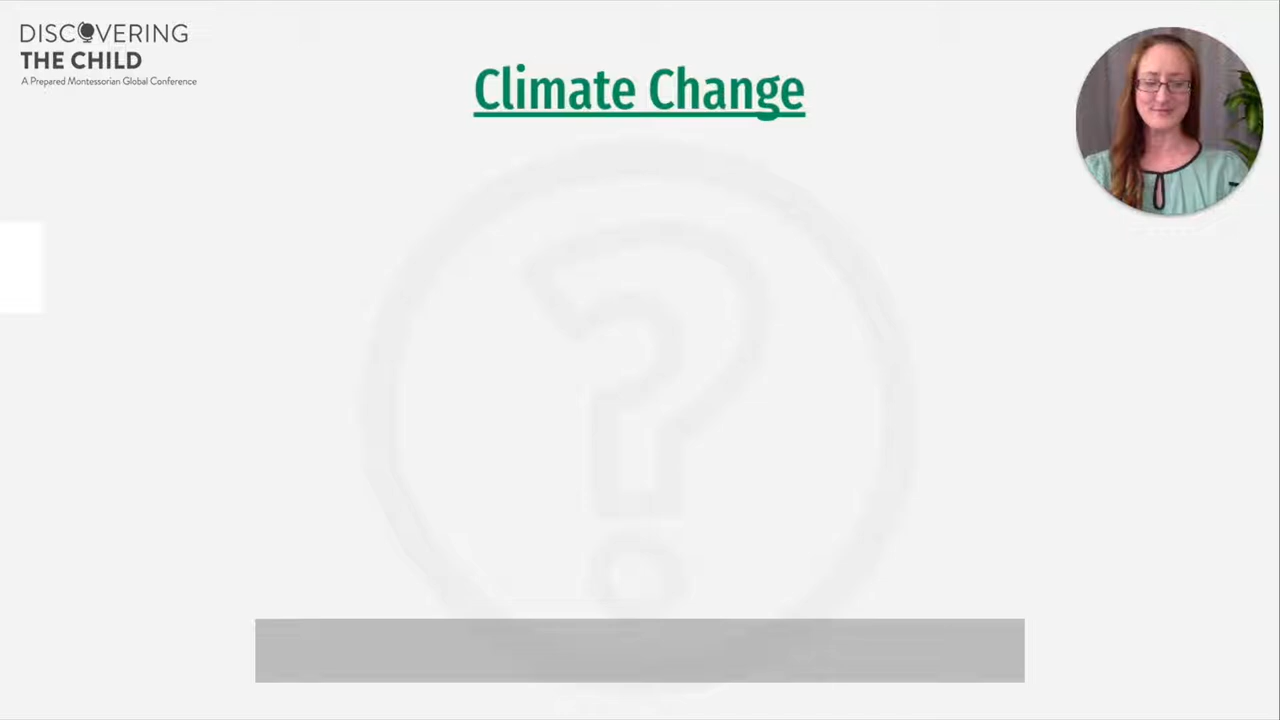 DISCOVERING
THE CHILD
A Prepared Montessorian Global Conference
Climate Change
?